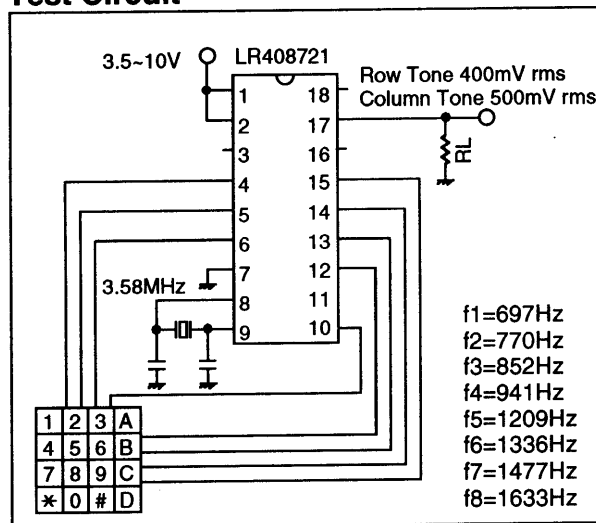 Test Circuit
3.5~10V
LR408721
Row Tone 400mV rms
Column Tone 500mV rms
1 18
2 17
3 16
4 15
5 14
6 13
7 12
8 11
9 10
RL
3.58MHz
f1=697Hz
f2=770Hz
f3=852Hz
f4=941Hz
f5=1209Hz
f6=1336Hz
f7=1477Hz
f8=1633Hz
1 2 3 A
4 5 6 B
7 8 9 C
* 0 # D